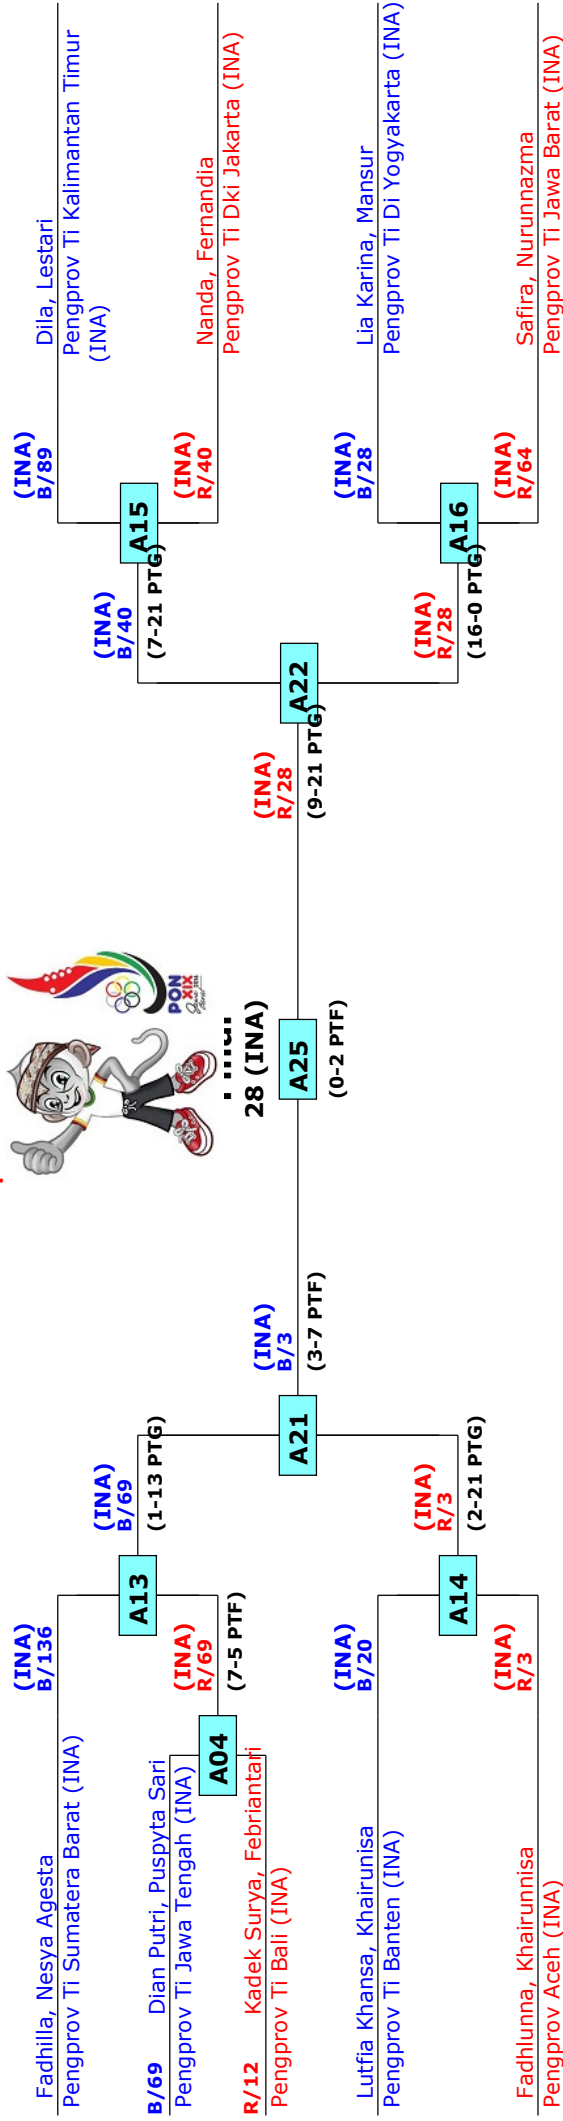 Fadhilla, Nesya Agesta
Pengprov Ti Sumatera Barat (INA)
(INA)
B/136
B/69 Dian Putri, Puspyta Sari
Pengprov Ti Jawa Tengah (INA)
A04
R/12 Kadek Surya, Febriantari
Pengprov Ti Bali (INA)
(INA)
R/69
(7-5 PTF)
A13
(INA)
B/69
(1-13 PTG)
Lutfia Khansa, Khairunisa
Pengprov Ti Banten (INA)
(INA)
B/20
Fadhlunna, Khairunnisa
Pengprov Aceh (INA)
(INA)
R/3
A14
(INA)
R/3
(2-21 PTG)
A21
(INA)
B/3
(3-7 PTF)
PON
XIX
28 (INA)
A25
(0-2 PTF)
(INA)
R/28
(9-21 PTG)
A22
(INA)
B/40
(7-21 PTG)
A15
(INA)
B/89
Dila, Lestari
Pengprov Ti Kalimantan Timur
(INA)
(INA)
R/40
Nanda, Fernandia
Pengprov Ti Dki Jakarta (INA)
(INA)
R/28
(16-0 PTG)
A16
(INA)
B/28
Lia Karina, Mansur
Pengprov Ti Di Yogyakarta (INA)
(INA)
R/64
Safira, Nurunnazma
Pengprov Ti Jawa Barat (INA)